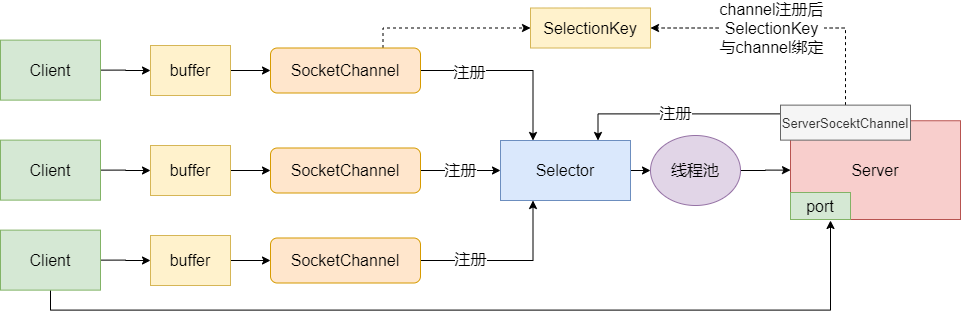 channel注册后
SelectionKey
SelectionKey
与channel绑定
Client
buffer
SocketChannel
注册
注册
ServerSocektChannel
Client
buffer
SocketChannel
注册
Selector
线程池
Server
port
Client
buffer
SocketChannel
注册